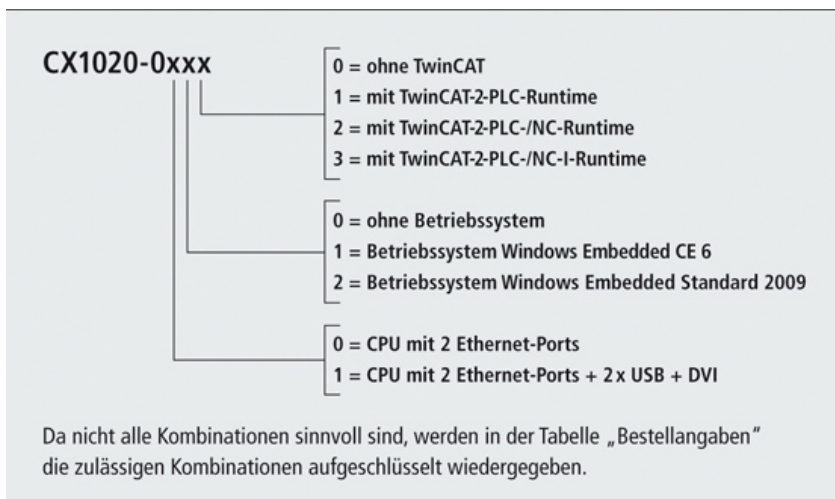 CX1020-0xxx
0 = ohne TwinCAT
1 = mit TwinCAT-2-PLC-Runtime
2 = mit TwinCAT-2-PLC-/NC-Runtime
3 = mit TwinCAT-2-PLC-/NC-I-Runtime
0 = ohne Betriebssystem
1 = Betriebssystem Windows Embedded CE 6
2 = Betriebssystem Windows Embedded Standard 2009
0 = CPU mit 2 Ethernet-Ports
1 = CPU mit 2 Ethernet-Ports + 2x USB + DVI
Da nicht alle Kombinationen sinnvoll sind, werden in der Tabelle „Bestellangaben“
die zulässigen Kombinationen aufgeschlüsselt wiedergegeben.